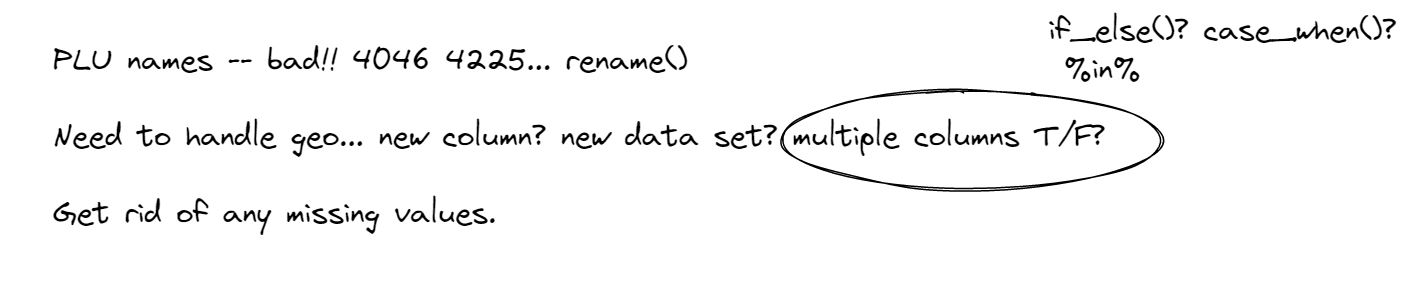 if_else()? case_when()?
PLU names -- bad!! 4046 4225... rename()
%in%
Need to handle geo... new column? new data set? multiple columns T/F?
Get rid of any missing values.